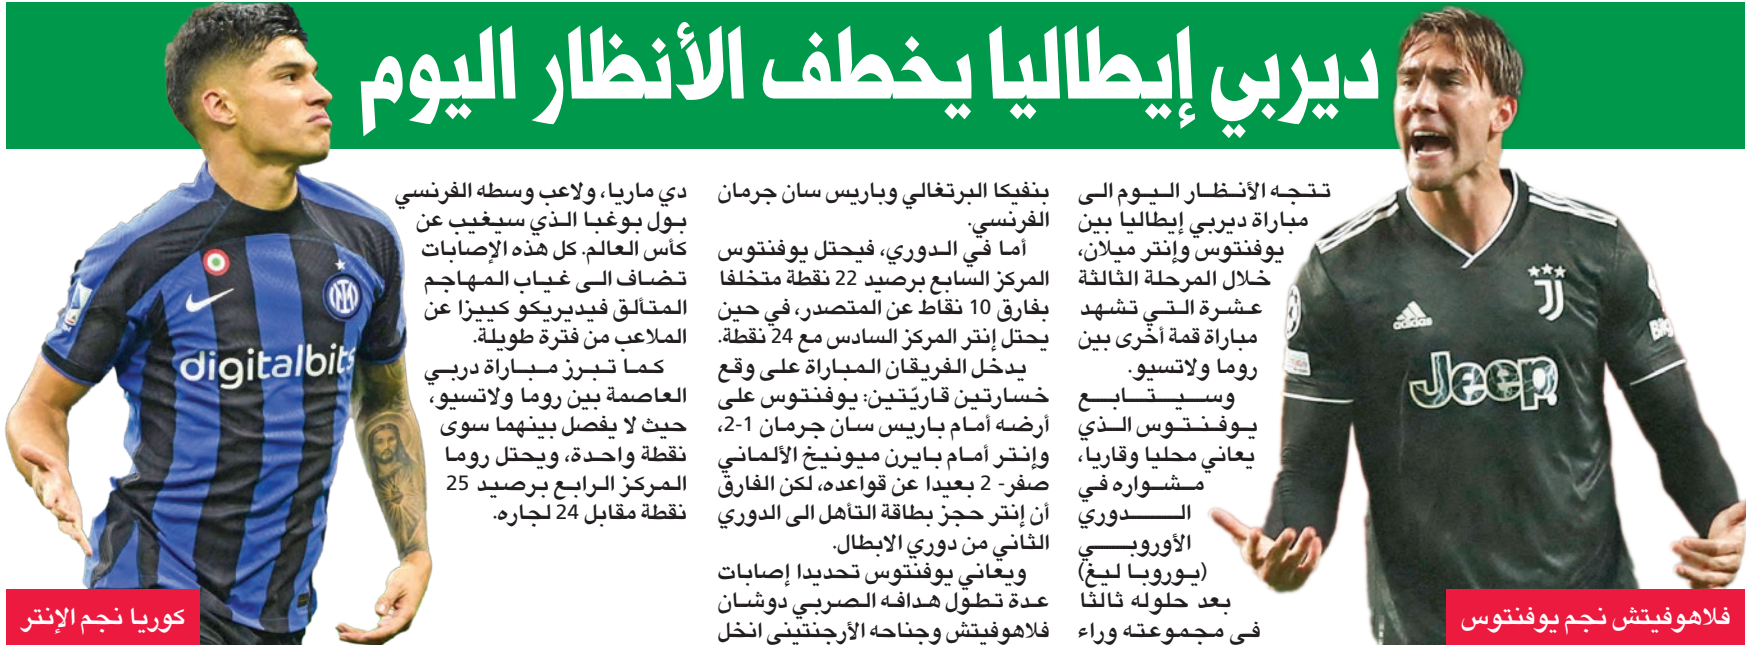 ديربي إيطاليا يخطف الأنظار اليوم
تتجه الأنظار اليوم الى
مباراة ديربي إيطاليا بين
يوفنتوس وإنتر ميلان،
خلال المرحلة الثالثة
عشرة التي تشهد
مباراة قمة أخرى بين
روما ولاتسيو.
وسيتابع
يوفنتوس الذي
يعاني محليا وقاريا،
مشواره في
الدوري
الأوروبي
(يوروبا ليغ)
بعد حلوله ثالثا
في مجموعته وراء
بنفيكا البرتغالي وباريس سان جرمان
الفرنسي.
أما في الدوري، فيحتل يوفنتوس
المركز السابع برصيد 22 نقطة متخلفا
بفارق 10 نقاط عن المتصدر، في حين
يحتل إنتر المركز السادس مع 24 نقطة.
يدخل الفريقان المباراة على وقع
خسارتين قاريّتين: يوفنتوس على
أرضه أمام باريس سان جرمان 1-2،
وإنتر أمام بايرن ميونيخ الألماني
صفر- 2 بعيدا عن قواعده، لكن الفارق
أن إنتر حجز بطاقة التأهل الى الدوري
الثاني من دوري الابطال.
ويعاني يوفنتوس تحديدا إصابات
عدة تطول هدافه الصربي دوشان
فلاهوفيتش وجناحه الأرجنتيني انخل
دي ماريا، ولاعب وسطه الفرنسي
بول بوغبا الذي سيغيب عن
كأس العالم. كل هذه الإصابات
تضاف الى غياب المهاجم
المتألق فيديريكو كييزا عن
الملاعب من فترة طويلة.
كما تبرز مباراة دربي
العاصمة بين روما ولاتسيو،
حيث لا يفصل بينهما سوى
نقطة واحدة، ويحتل روما
المركز الرابع برصيد 25
نقطة مقابل 24 لجاره.
فلاهوفيتش نجم يوفنتوس
كوريا نجم الإنتر
adidas
Jeep
digitalbits